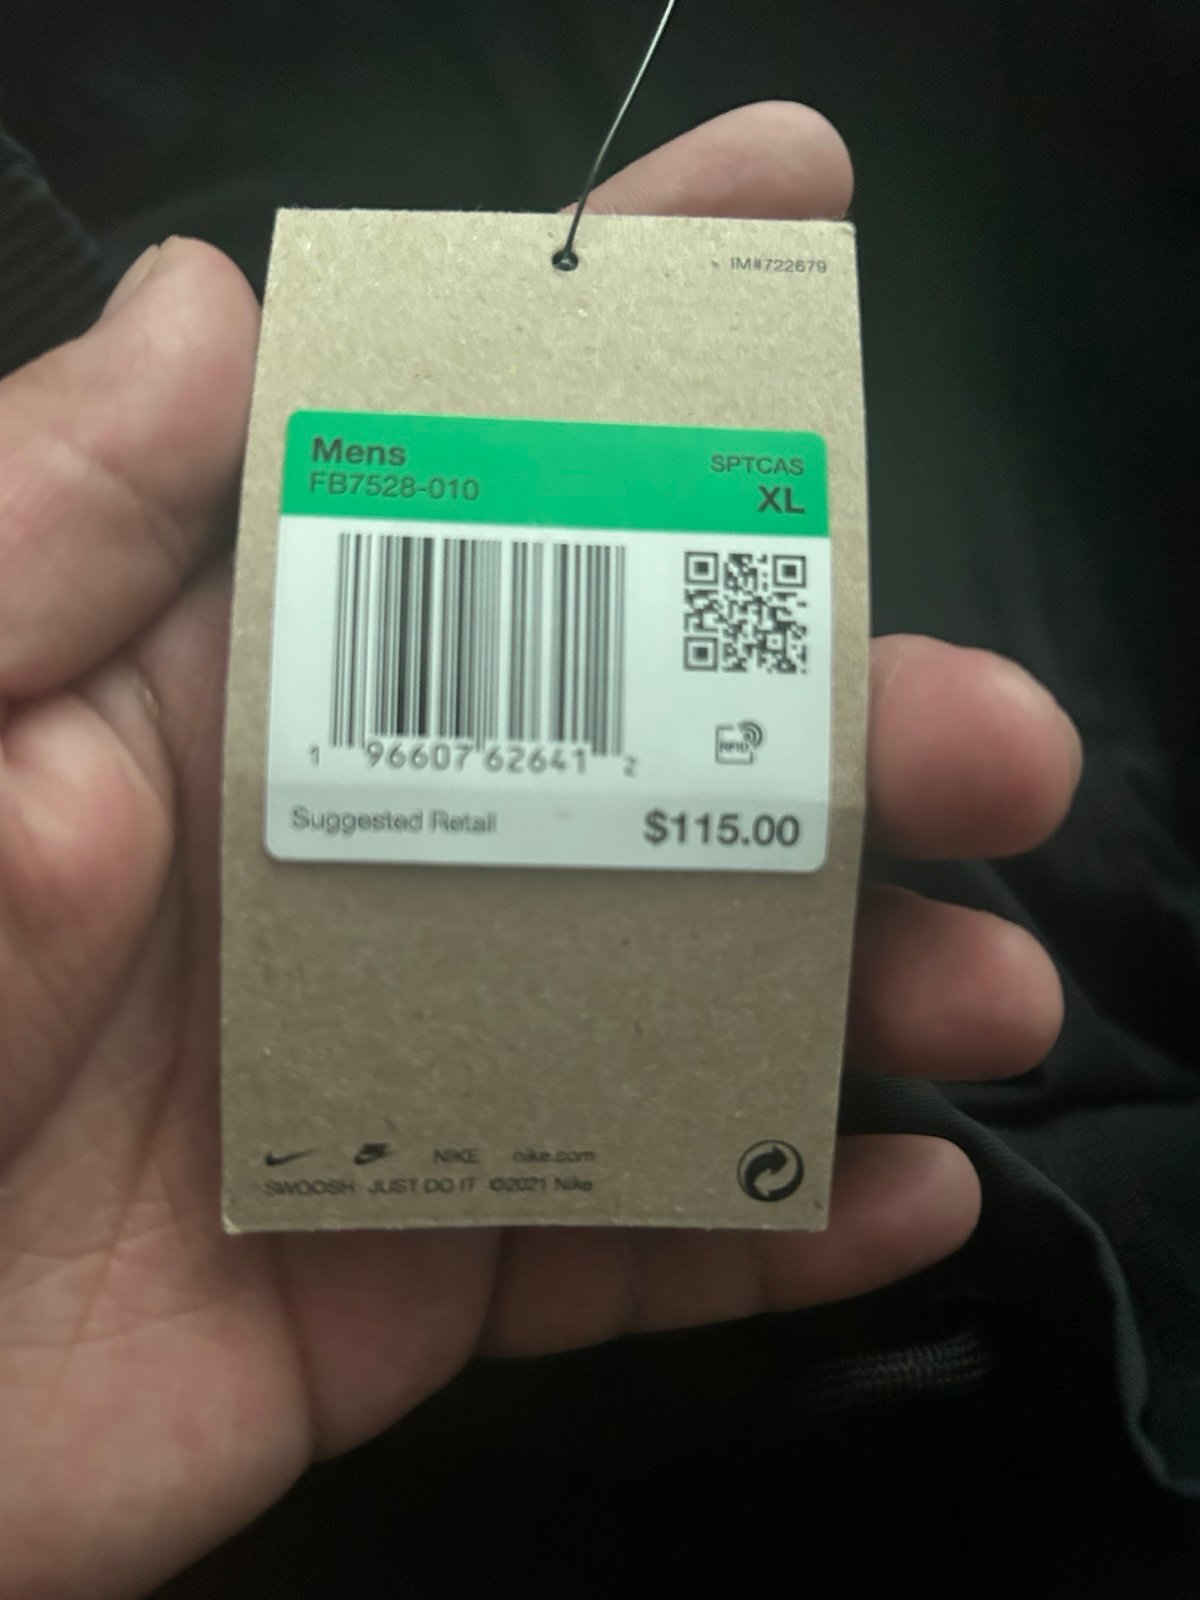 IM#722679
Mens
SPTCAS
FB7528-010
XL
RFID
1 96607 62641 2
Suggested Retail
$115.00
NIKE nike.com
SWOOSH JUST DO IT ©2021 Nike